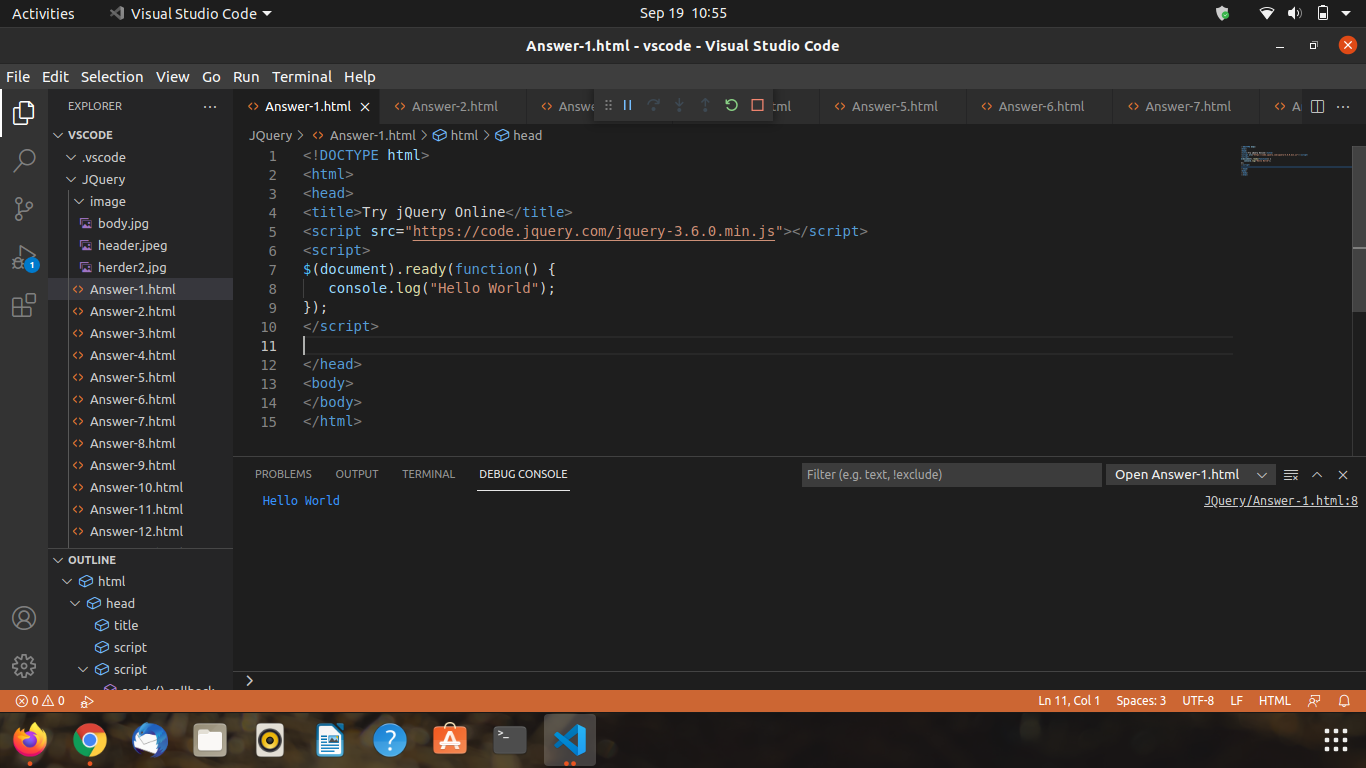 Activities
Visual Studio Code
Sep 19 10:55
Answer-1.html - vscode - Visual Studio Code
File Edit Selection View Go Run Terminal Help
EXPLORER
VSCODE
.vscode
JQuery
image
body.jpg
header.jpeg
herder2.jpg
Answer-1.html
Answer-2.html
Answer-3.html
Answer-4.html
Answer-5.html
Answer-6.html
Answer-7.html
Answer-8.html
Answer-9.html
Answer-10.html
Answer-11.html
Answer-12.html
1
OUTLINE
html
head
title
script
script
ready() callback
Answer-1.html Answer-2.html Answe ml Answer-5.html Answer-6.html Answer-7.html A
JQuery > Answer-1.html > html > head
1 <!DOCTYPE html>
2 <html>
3 <head>
4 <title>Try jQuery Online</title>
5 <script src="https://code.jquery.com/jquery-3.6.0.min.js"></script>
6 <script>
7 $(document).ready(function() {
8 console.log("Hello World");
9 });
10 </script>
11
12 </head>
13 <body>
14 </body>
15 </html>
PROBLEMS OUTPUT TERMINAL DEBUG CONSOLE
Filter (e.g. text, !exclude)
Open Answer-1.html
Hello World
JQuery/Answer-1.html:8
0 0
Ln 11, Col 1 Spaces: 3 UTF-8 LF HTML